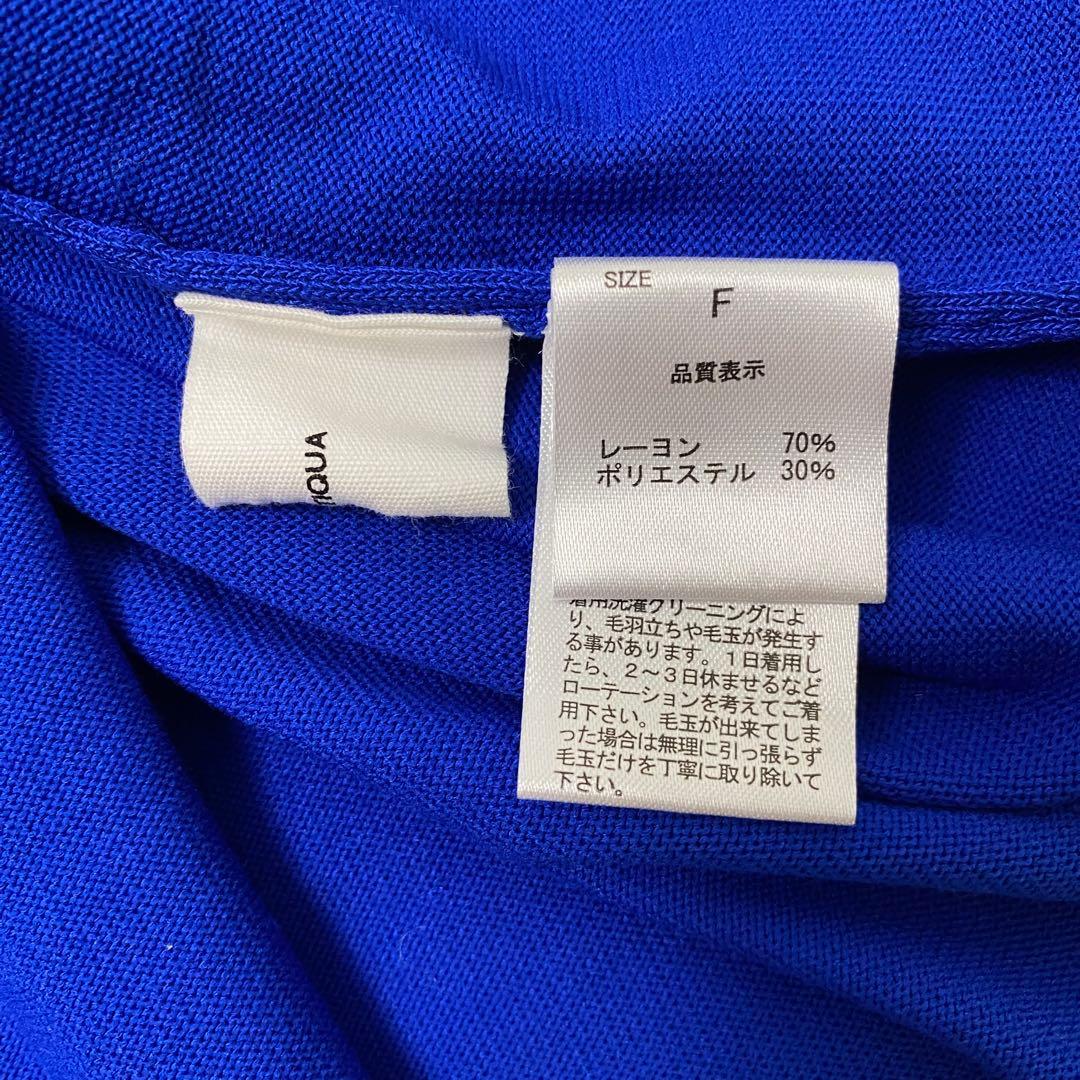 SIZE
F
品質表示
レーヨン 70%
ポリエステル 30%
IQUA
着用洗濯クリーニングによ
り、毛羽立ちや毛玉が発生す
る事があります。1日着用し
たら、2〜3日休ませるなど
ローテーションを考えてご着
用下さい。毛玉が出来てしま
った場合は無理に引っ張らず
毛玉だけを丁寧に取り除いて
下さい。